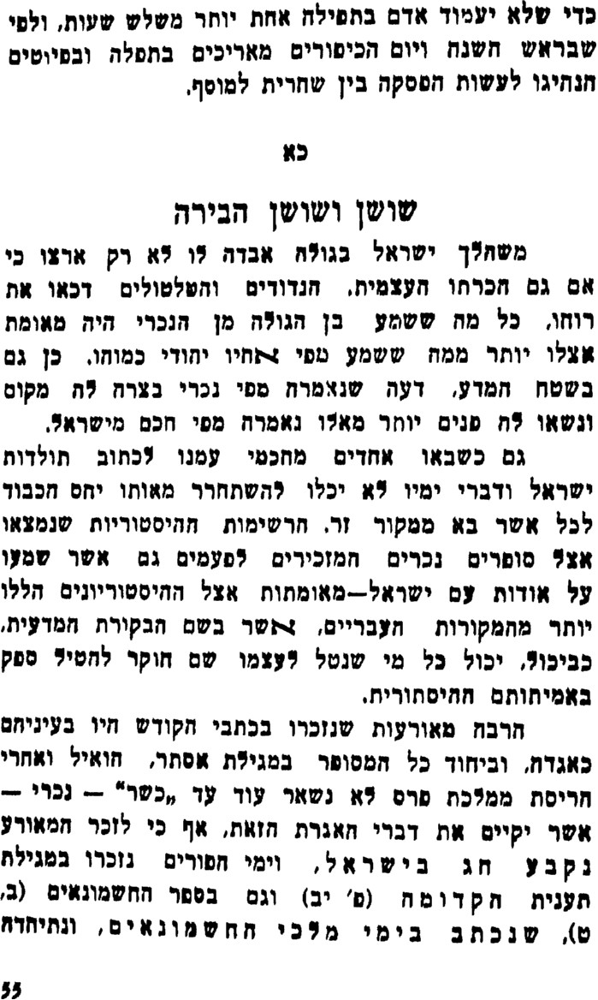 כדי שלא יעמוד אדם בתפילה אחת יותר משלש שעות, ולפי
שבראש השנה ויום הכיפורים מאריכים בתפלה ובפיוטים
הנהיגו לעשות הפסקה בין שחרית למוסף.
כא
שושן ושושן הבירה
משהלך ישראל בגולה אבדה לו לא רק ארצו כי
אם גם הכרתו העצמית. הנדודים והטלטולים דכאו את
רוחו, כל מה ששמע בן הגולה מן הנכרי היה מאומת
אצלו יותר ממה ששמע מפי אחיו יהודי כמוהו. כן גם
בשטח המדע, דעה שנאמרה מפי נכרי בצרה לה מקום
ונשאו לה פנים יותר מאלו נאמרה מפי חכם מישראל.
גם כשבאו אחדים מחכמי עמנו לכתוב תולדות
ישראל ודברי ימיו לא יכלו להשתחרר מאותו יחס הכבוד
לכל אשר בא ממקור זר. הרשימות ההיסטוריות שנמצאו
אצל סופרים נכרים המזכירים לפעמים גם אשר שמעו
על אודות עם ישראל—מאומתות אצל ההיסטוריונים הללו
יותר מהמקורות העבריים, אשר בשם הבקורת המדעית,
כביכול, יכול כל מי שנטל לעצמו שם חוקר להטיל ספק
באמיתותם ההיסתורית.
הרבה מאורעות שנזכרו בכתבי הקודש היו בעיניהם
כאגדה, וביחוד כל המסופר במגילת אסתר, הואיל ואחרי
הריסת ממלכת פרס לא נשאר עוד עד „כשר“ — נכרי —
אשר יקיים את דברי האגרת הזאת, אף כי לזכר המאורע
נקבע חג בישראל, וימי הפורים נזכרו במגילת
תענית הקדומה (פ׳ יב) וגם בספר החשמונאים (ב,
ט), שנכתב בימי מלכי החשמונאים, ונתיחדה
55